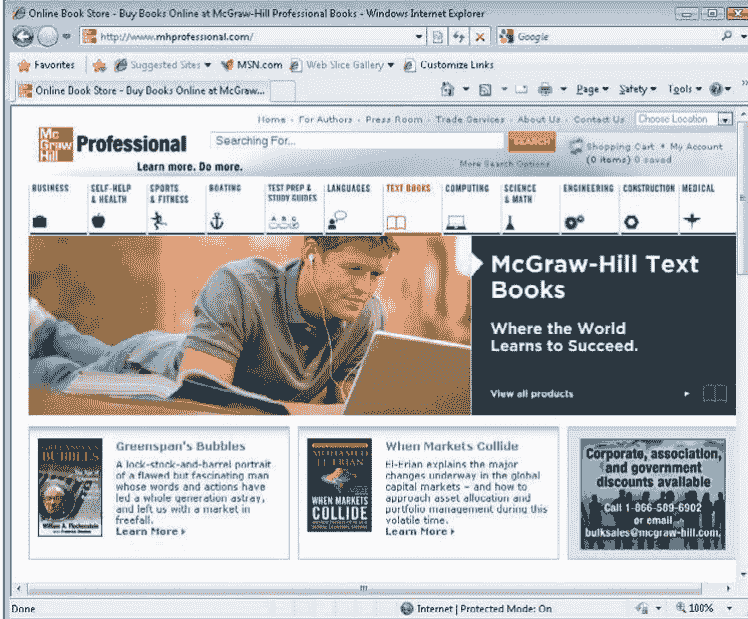 Online Book Store - Buy Books Online at McGraw-Hill Professional Books - Windows Internet Explorer
http://www.mhprofessional.com/
Google
Favorites Suggested Sites MSN.com Web Slice Gallery Customize Links
Online Book Store - Buy Books Online at McGraw... Page Safety Tools
Home For Authors Press Room Trade Services About Us Contact Us Choose Location
Mc
Graw
Hill
Professional
Learn more. Do more.
Searching For... SEARCH
More Search Options
Shopping Cart My Account
(0 items) 0 saved
BUSINESS
SELF-HELP
& HEALTH
SPORTS
& FITNESS
BOATING
TEST PREP &
STUDY GUIDES
A B C
LANGUAGES
TEXT BOOKS
COMPUTING
SCIENCE
& MATH
ENGINEERING
CONSTRUCTION
MEDICAL
McGraw-Hill Text
Books
Where the World
Learns to Succeed.
View all products
GREENSPAN'S
BUBBLES
William A. Fleckenstein
Greenspan's Bubbles
A lock-stock-and-barrel portrait
of a flawed but fascinating man
whose words and actions have
led a whole generation astray,
and left us with a market in
freefall.
Learn More
MOHAMED
EL-ERIAN
WHEN MARKETS
COLLIDE
When Markets Collide
El-Erian explains the major
changes underway in the global
capital markets – and how to
approach asset allocation and
portfolio management during this
volatile time.
Learn More
Corporate, association,
and government
discounts available
Call 1-866-589-6902
or email
bulksales@mcgraw-hill.com.
Done Internet | Protected Mode: On 100%